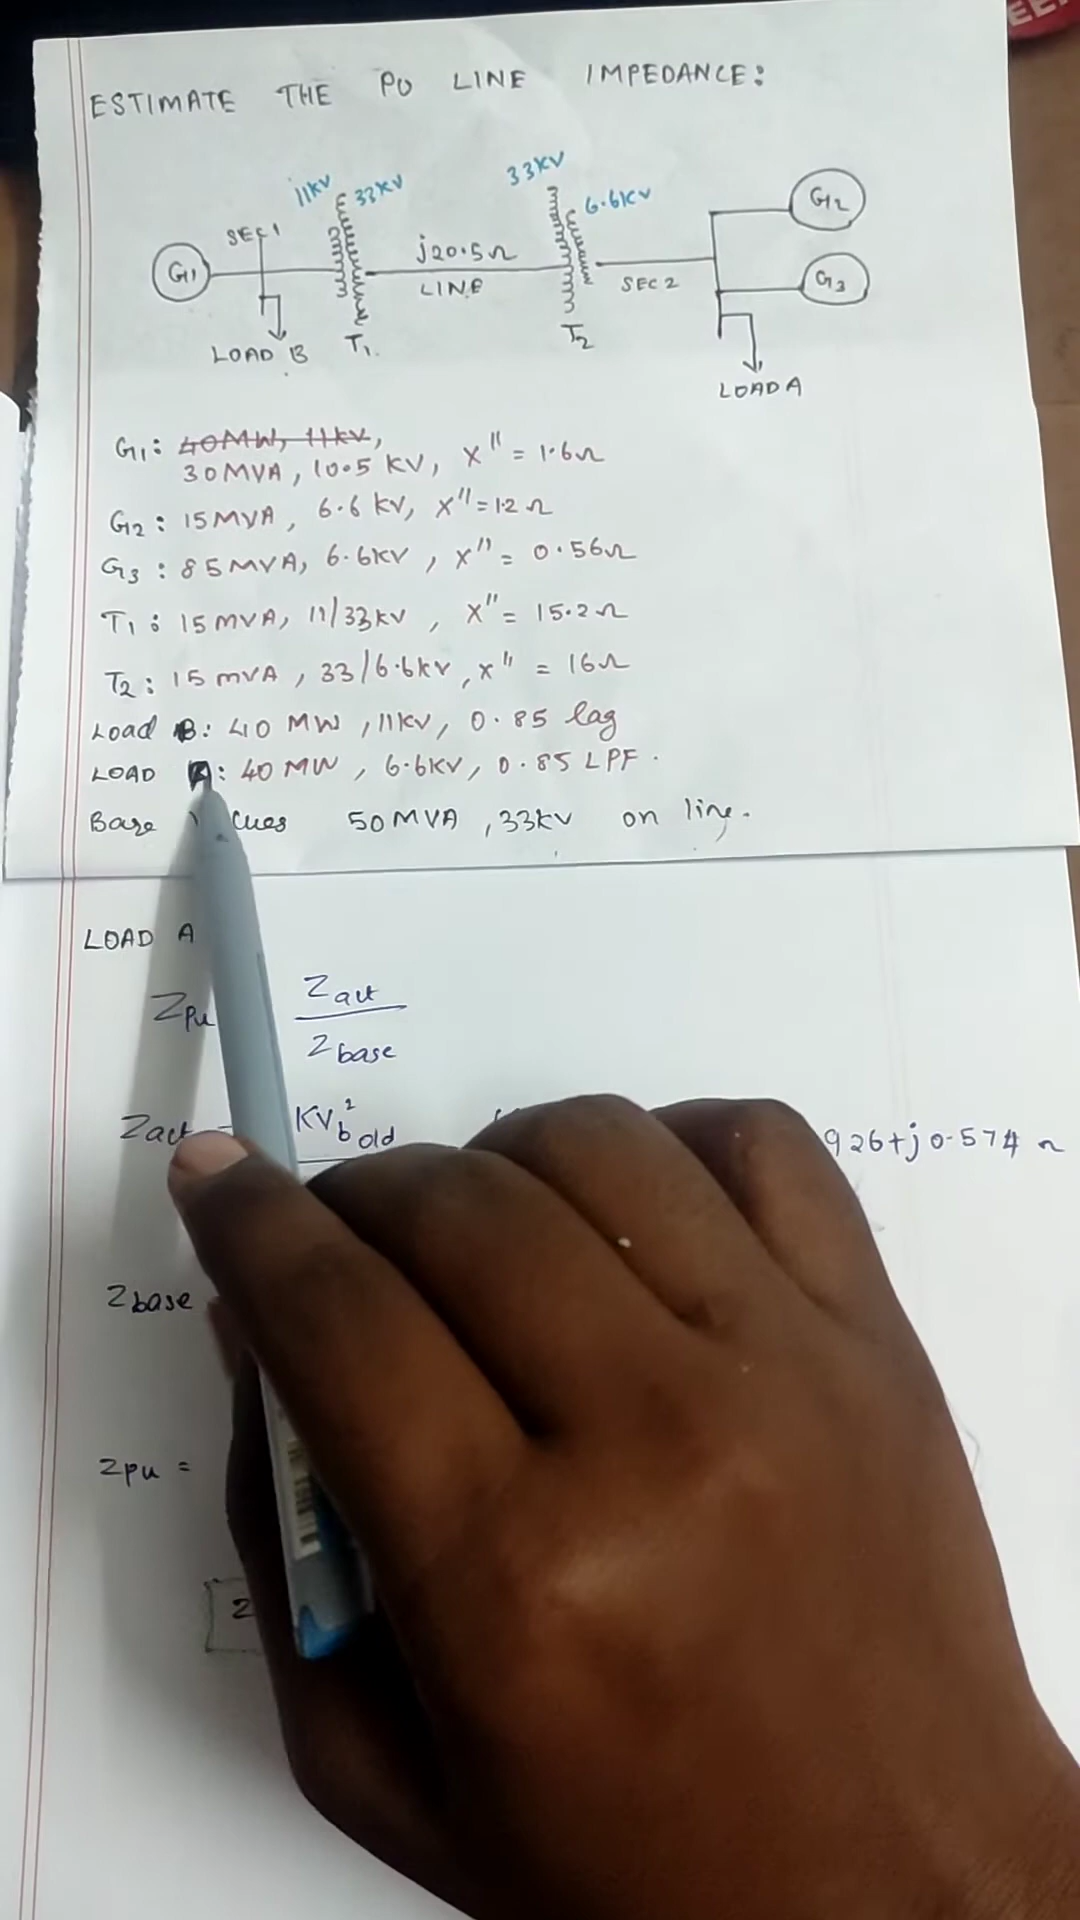 ESTIMATE THE PU LINE IMPEDANCE:
11KV 33KV 33KV 6.6KV
SEC1 j20.5Ω G2
G1 LINE SEC 2 G3
LOAD B T1. T2 LOAD A
G1: 40MW, 11KV,
30MVA, 10.5 KV, X" = 1.6Ω
G2: 15MVA, 6.6 KV, X"=1.2 Ω
G3: 85MVA, 6.6KV, X" = 0.56Ω
T1: 15MVA, 11/33KV, X" = 15.2Ω
T2: 15 MVA, 33/6.6KV, X" = 16Ω
Load B: 40 MW, 11KV, 0.85 lag
LOAD A: 40 MW, 6.6KV, 0.85 LPF.
Base 50MVA, 33KV on line.
LOAD A
Zpu Zact
Zbase
Zact = KVb²old 926+j0.574 Ω
Zbase
Zpu =
Z